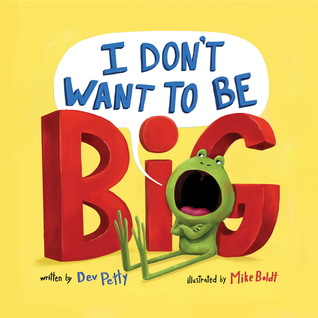 I DON'T
WANT TO BE
BiG
written by Dev Petty
illustrated by Mike Boldt